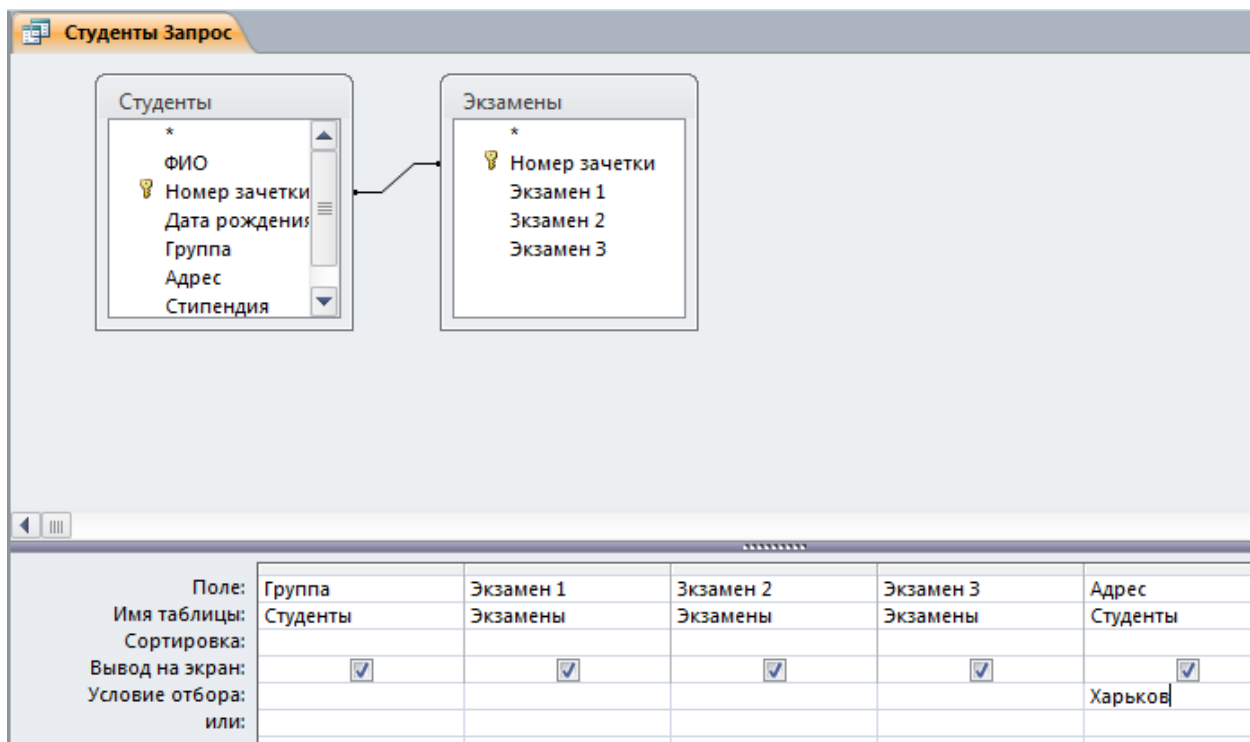 Студенты Запрос
Студенты
*
ФИО
Номер зачетки
Дата рождения
Группа
Адрес
Стипендия
Экзамены
*
Номер зачетки
Экзамен 1
Зкзамен 2
Экзамен 3
Поле: Группа Экзамен 1 Зкзамен 2 Экзамен 3 Адрес
Имя таблицы: Студенты Экзамены Экзамены Экзамены Студенты
Сортировка:
Вывод на экран:
Условие отбора: Харьков
или: